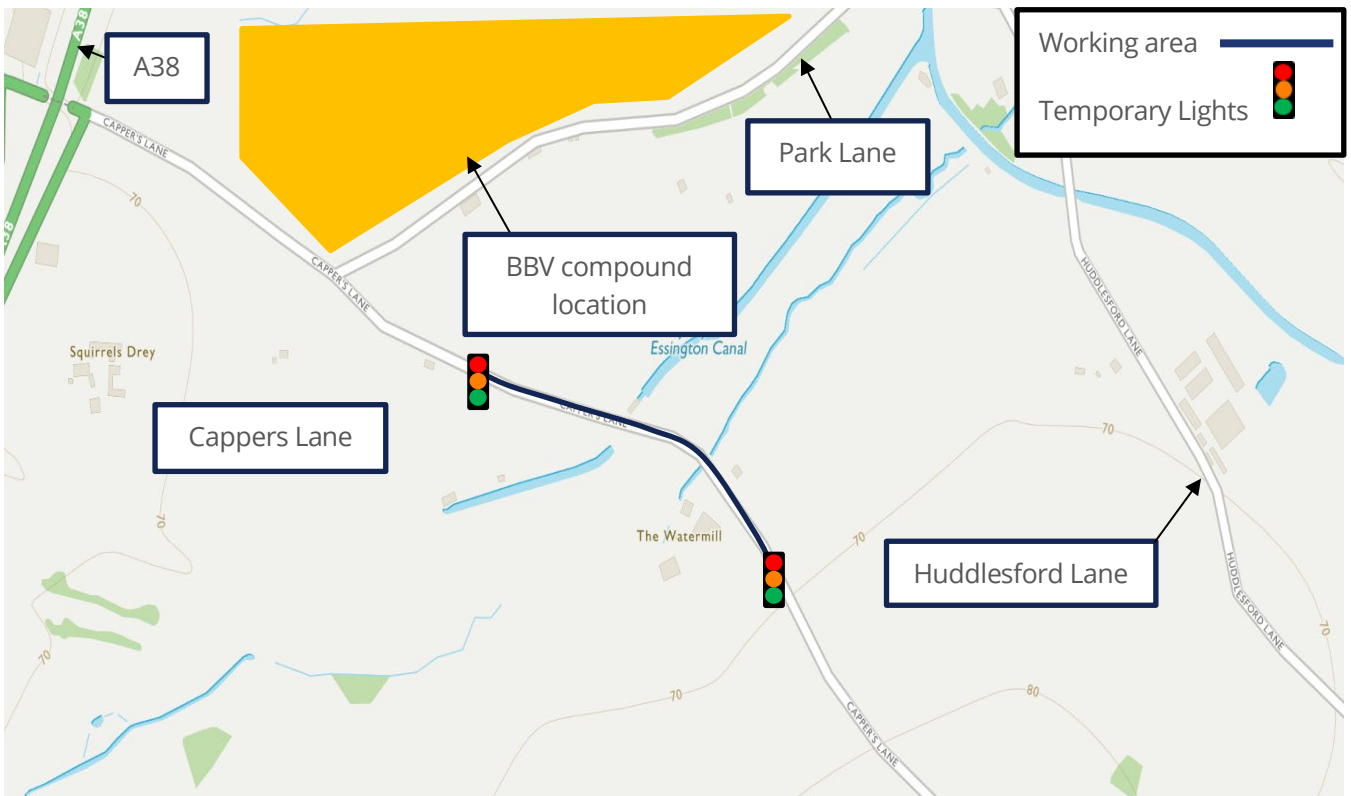 A38
A38
Working area
Temporary Lights
CAPPER'S LANE
Park Lane
70
BBV compound
location
CAPPER'S LANE
HUDDLESFORD LANE
Squirrels Drey
Essington Canal
Cappers Lane
CAPPER'S LANE
70
70
The Watermill
70
Huddlesford Lane
HUDDLESFORD LANE
70
70
70
80
CAPPER'S LANE